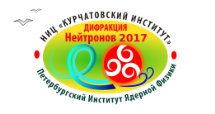 НИЦ «КУРЧАТОВСКИЙ ИНСТИТУТ»
ДИФРАКЦИЯ
Нейтронов 2017
Петербургский Институт Ядерной Физики